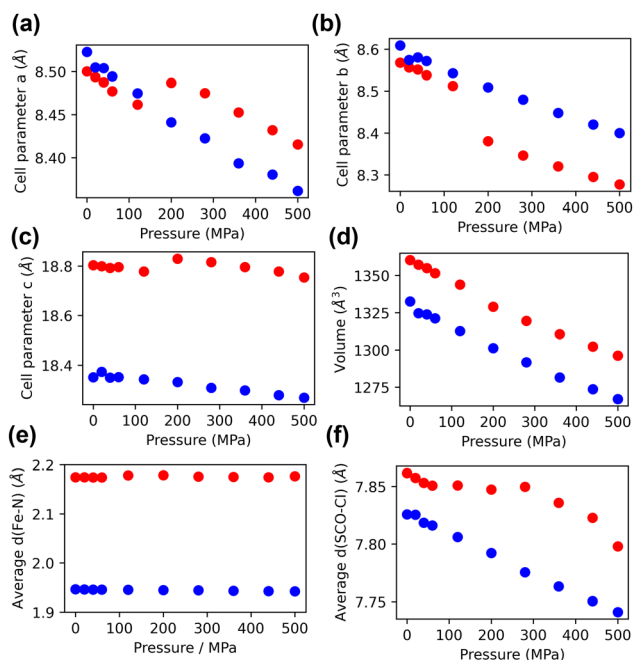 (a)
Cell parameter a (Å)
8.50
8.45
8.40
0 100 200 300 400 500
Pressure (MPa)
(b)
Cell parameter b (Å)
8.6
8.5
8.4
8.3
0 100 200 300 400 500
Pressure (MPa)
(c)
Cell parameter c (Å)
18.8
18.6
18.4
0 100 200 300 400 500
Pressure (MPa)
(d)
Volume (Å³)
1350
1325
1300
1275
0 100 200 300 400 500
Pressure (MPa)
(e)
Average d(Fe-N) (Å)
2.2
2.1
2.0
1.9
0 100 200 300 400 500
Pressure / MPa
(f)
Average d(SCO-Cl) (Å)
7.85
7.80
7.75
0 100 200 300 400 500
Pressure (MPa)